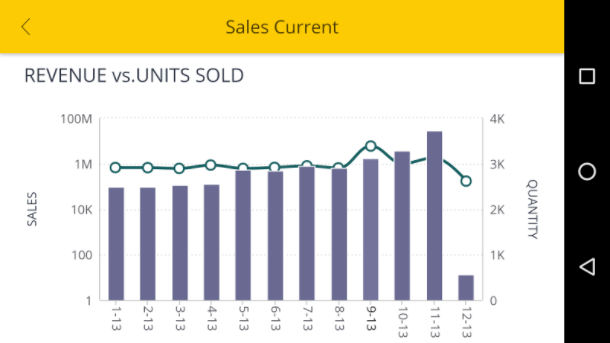 Sales Current
REVENUE vs.UNITS SOLD
100M
1M
10K
100
1
SALES
4K
3K
2K
1K
0
QUANTITY
1-13
2-13
3-13
4-13
5-13
6-13
7-13
8-13
9-13
10-13
11-13
12-13